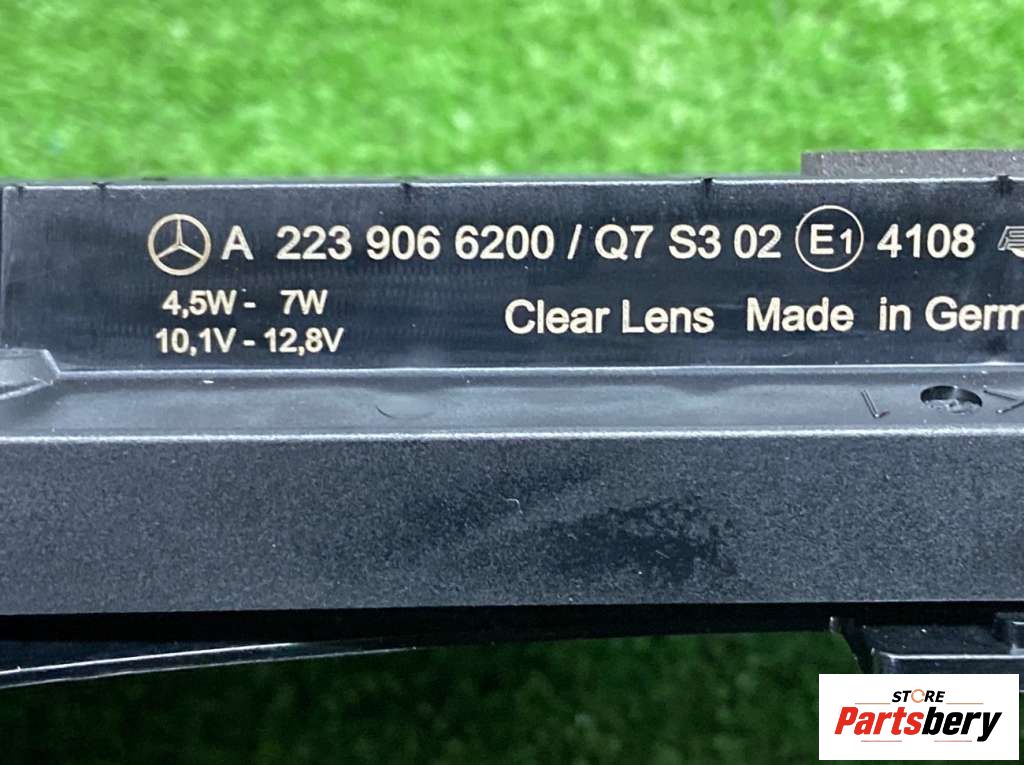 A 223 906 6200 / Q7 S3 02 E1 4108
4,5W - 7W
10,1V - 12,8V
Clear Lens Made in Germ
STORE
Partsbery